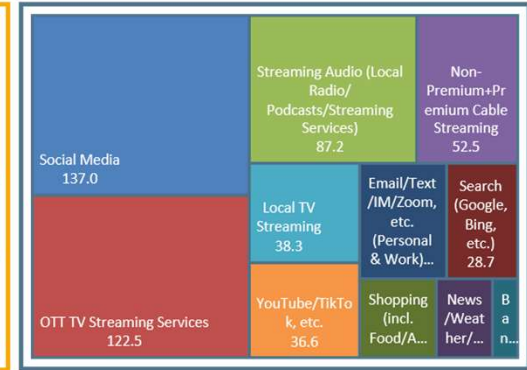 Social Media
137.0
OTT TV Streaming Services
122.5
Streaming Audio (Local
Radio/
Podcasts/Streaming
Services)
87.2
Non-
Premium+Pr
emium Cable
Streaming
52.5
Local TV
Streaming
38.3
YouTube/TikTo
k, etc.
36.6
Email/Text
/IM/Zoom,
etc.
(Personal
& Work)...
Search
(Google,
Bing,
etc.)
28.7
Shopping
(incl.
Food/A...
News
/Weat
her/...
B
a
n...